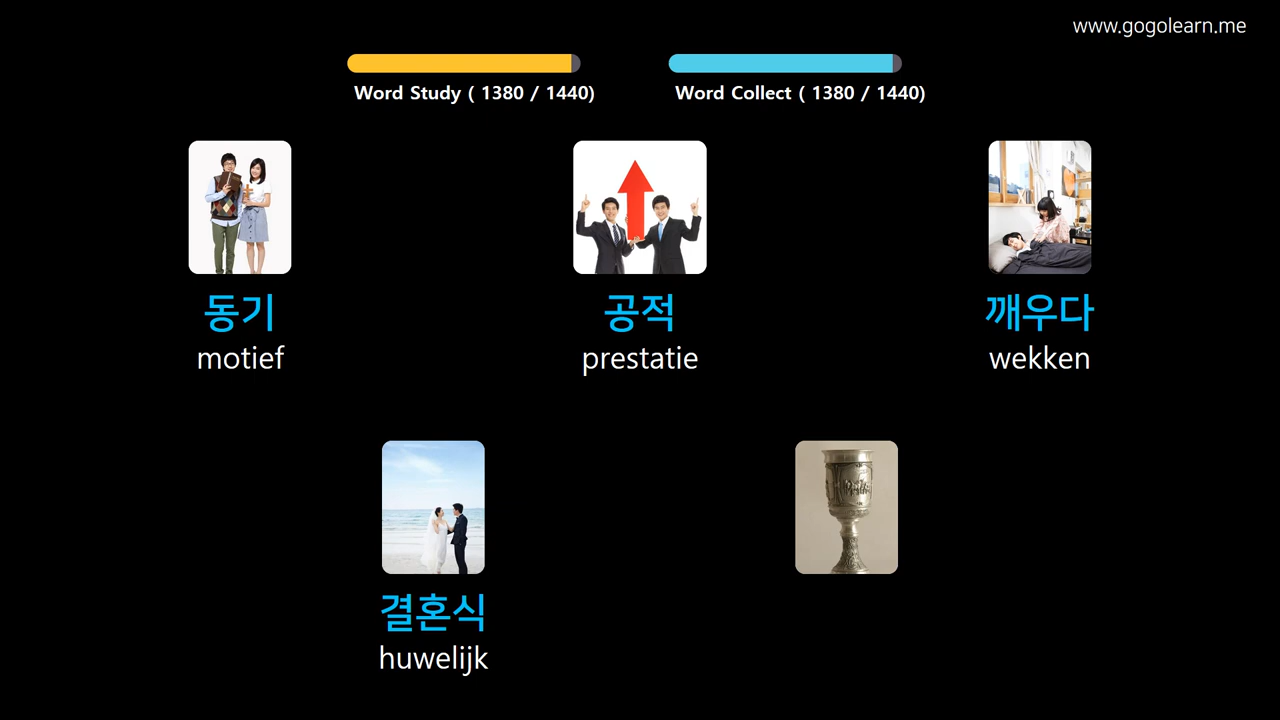 www.gogolearn.me
Word Study ( 1380 / 1440)
Word Collect ( 1380 / 1440)
동기
motief
공적
prestatie
깨우다
wekken
결혼식
huwelijk